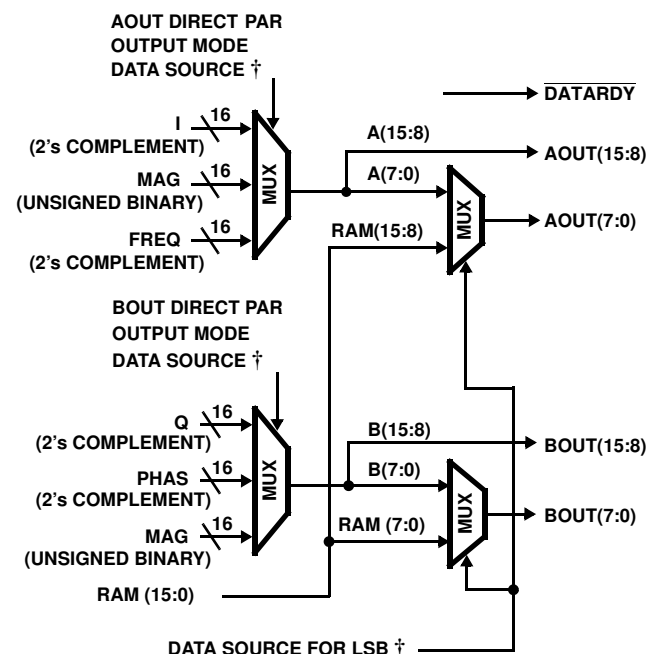 AOUT DIRECT PAR
OUTPUT MODE
DATA SOURCE †
DATARDY
I
16
(2's COMPLEMENT)
MAG
16
(UNSIGNED BINARY)
FREQ
16
(2's COMPLEMENT)
MUX
A(15:8)
AOUT(15:8)
A(7:0)
RAM(15:8)
MUX
AOUT(7:0)
BOUT DIRECT PAR
OUTPUT MODE
DATA SOURCE †
Q
16
(2's COMPLEMENT)
PHAS
16
(2's COMPLEMENT)
MAG
16
(UNSIGNED BINARY)
MUX
B(15:8)
BOUT(15:8)
B(7:0)
RAM (7:0)
MUX
BOUT(7:0)
RAM (15:0)
DATA SOURCE FOR LSB †